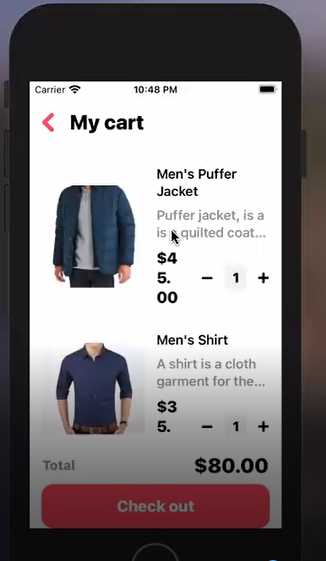 Carrier 10:48 PM
My cart
Men's Puffer
Jacket
Puffer jacket, is a
is a quilted coat...
$4
5.
00
− 1 +
Men's Shirt
A shirt is a cloth
garment for the...
$3
5.
− 1 +
Total $80.00
Check out